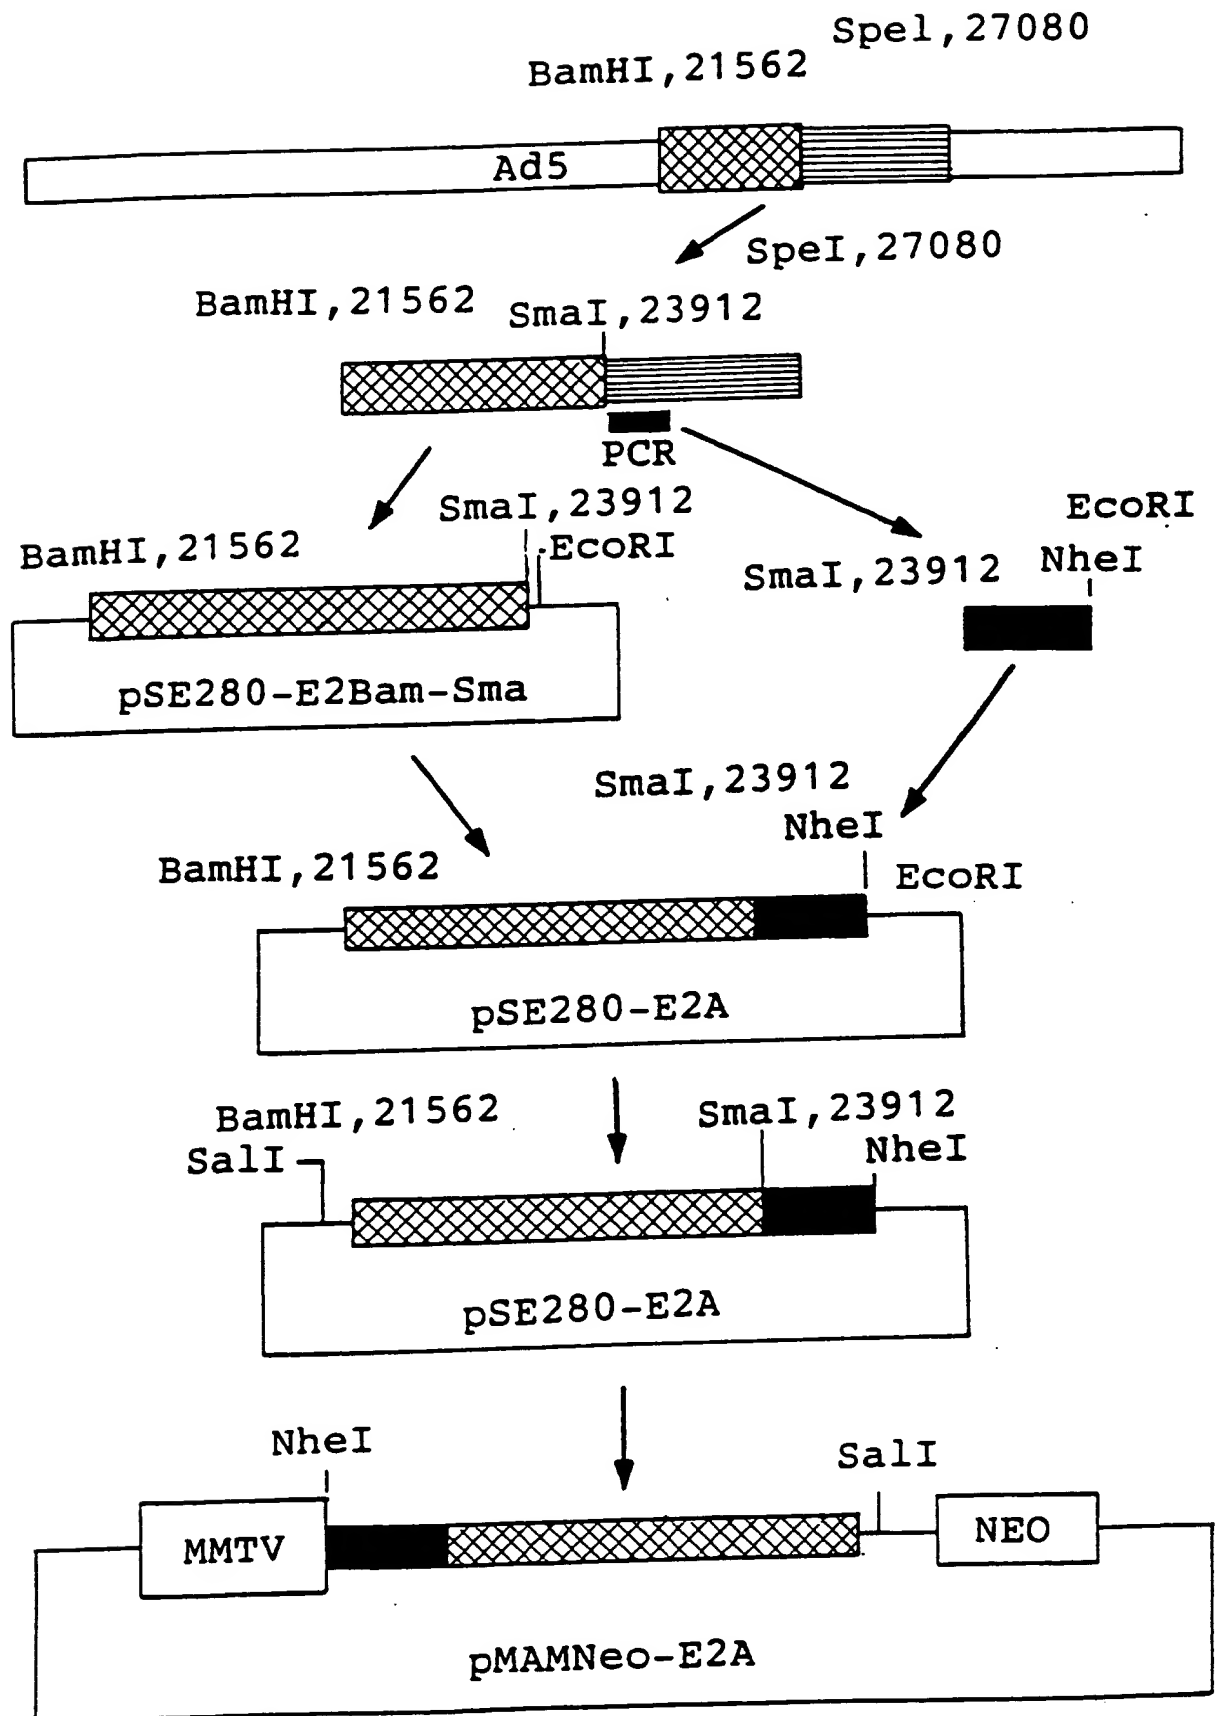 Spel,27080
BamHI,21562
Ad5
SpeI,27080
BamHI,21562
SmaI,23912
PCR
SmaI,23912
EcoRI
BamHI,21562
EcoRI
NheI
SmaI,23912
pSE280-E2Bam-Sma
SmaI,23912
NheI
BamHI,21562
EcoRI
pSE280-E2A
BamHI,21562
SmaI,23912
SalI
NheI
pSE280-E2A
NheI
SalI
MMTV
NEO
pMAMNeo-E2A